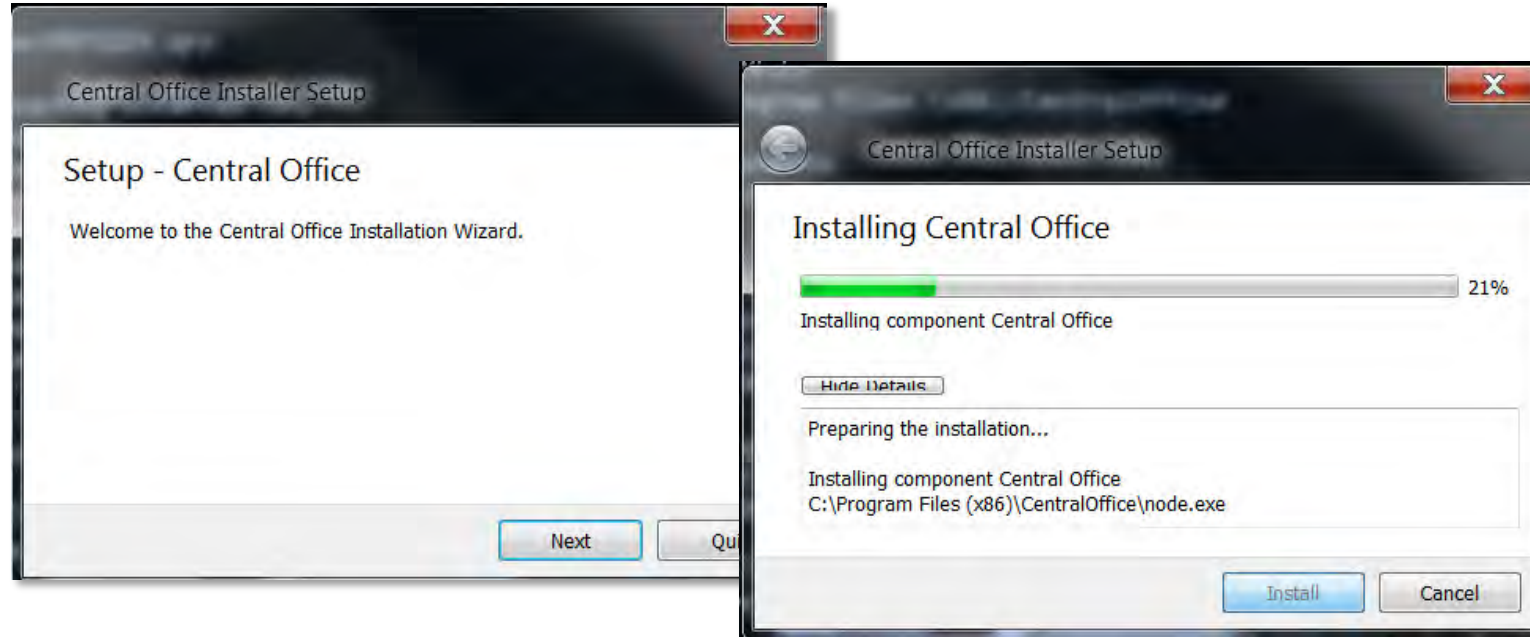 Central Office Installer Setup
Setup - Central Office
Welcome to the Central Office Installation Wizard.
Next
Central Office Installer Setup
Installing Central Office
21%
Installing component Central Office
Hide Details
Preparing the installation...
Installing component Central Office
C:\Program Files (x86)\CentralOffice\node.exe
Install Cancel